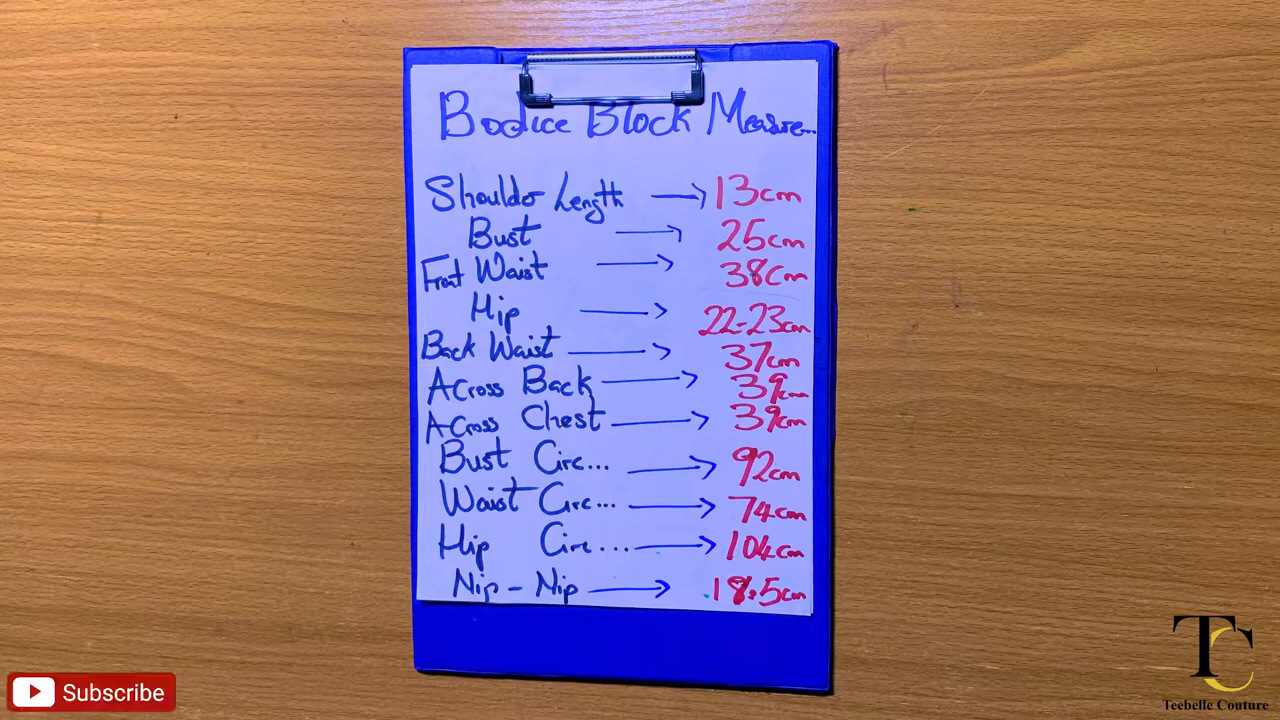 Bodice Block Measure...
Shoulder Length → 13cm
Bust → 25cm
Front Waist → 38cm
Hip → 22-23cm
Back Waist → 37cm
Across Back → 39cm
Across Chest → 39cm
Bust Circ... → 92cm
Waist Circ... → 74cm
Hip Circ.... → 104cm
Nip - Nip → 18.5cm
Subscribe
TC
Teebelle Couture